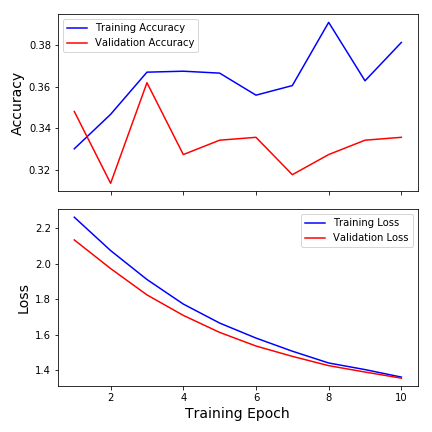 Training Accuracy
Validation Accuracy
Accuracy
0.38
0.36
0.34
0.32
Training Loss
Validation Loss
Loss
2.2
2.0
1.8
1.6
1.4
2 4 6 8 10
Training Epoch